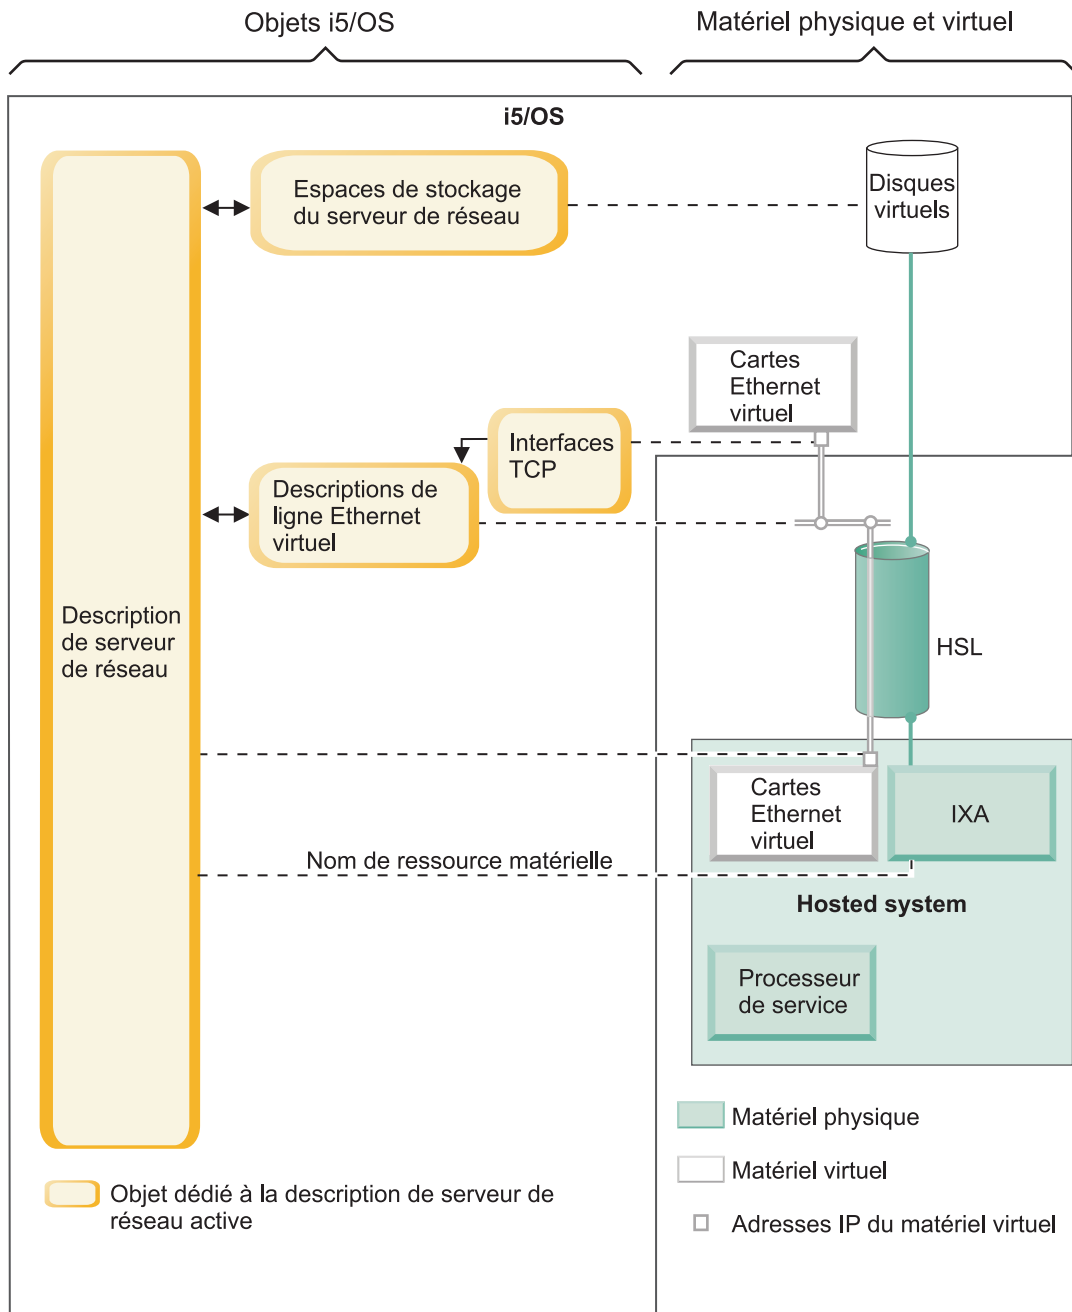 Objets i5/OS
Matériel physique et virtuel
i5/OS
Espaces de stockage
du serveur de réseau
Disques
virtuels
Cartes
Ethernet
virtuel
Interfaces
TCP
Descriptions de
ligne Ethernet
virtuel
Description
de serveur
de réseau
HSL
Cartes
Ethernet
virtuel
IXA
Nom de ressource matérielle
Hosted system
Processeur
de service
Matériel physique
Matériel virtuel
Adresses IP du matériel virtuel
Objet dédié à la description de serveur de
réseau active